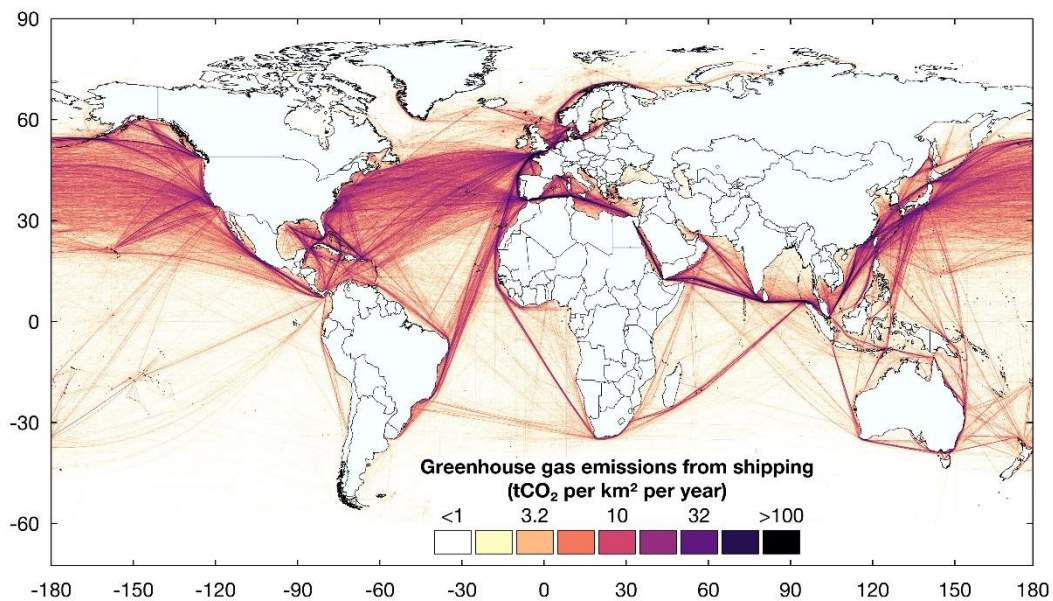 90
60
30
0
-30
-60
Greenhouse gas emissions from shipping
(tCO₂ per km² per year)
<1 3.2 10 32 >100
-180 -150 -120 -90 -60 -30 0 30 60 90 120 150 180